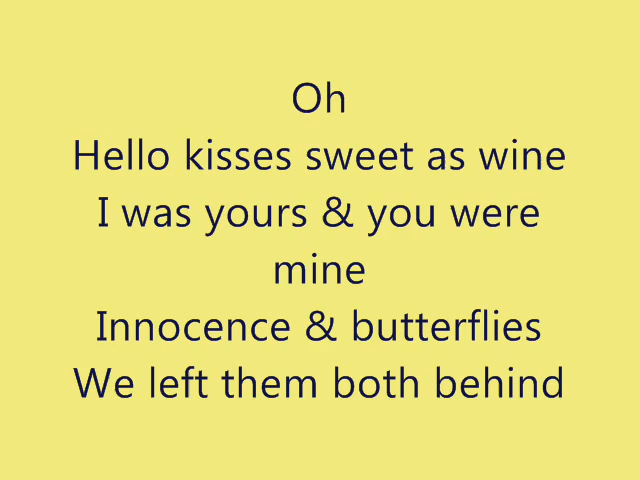 Oh
Hello kisses sweet as wine
I was yours & you were
mine
Innocence & butterflies
We left them both behind